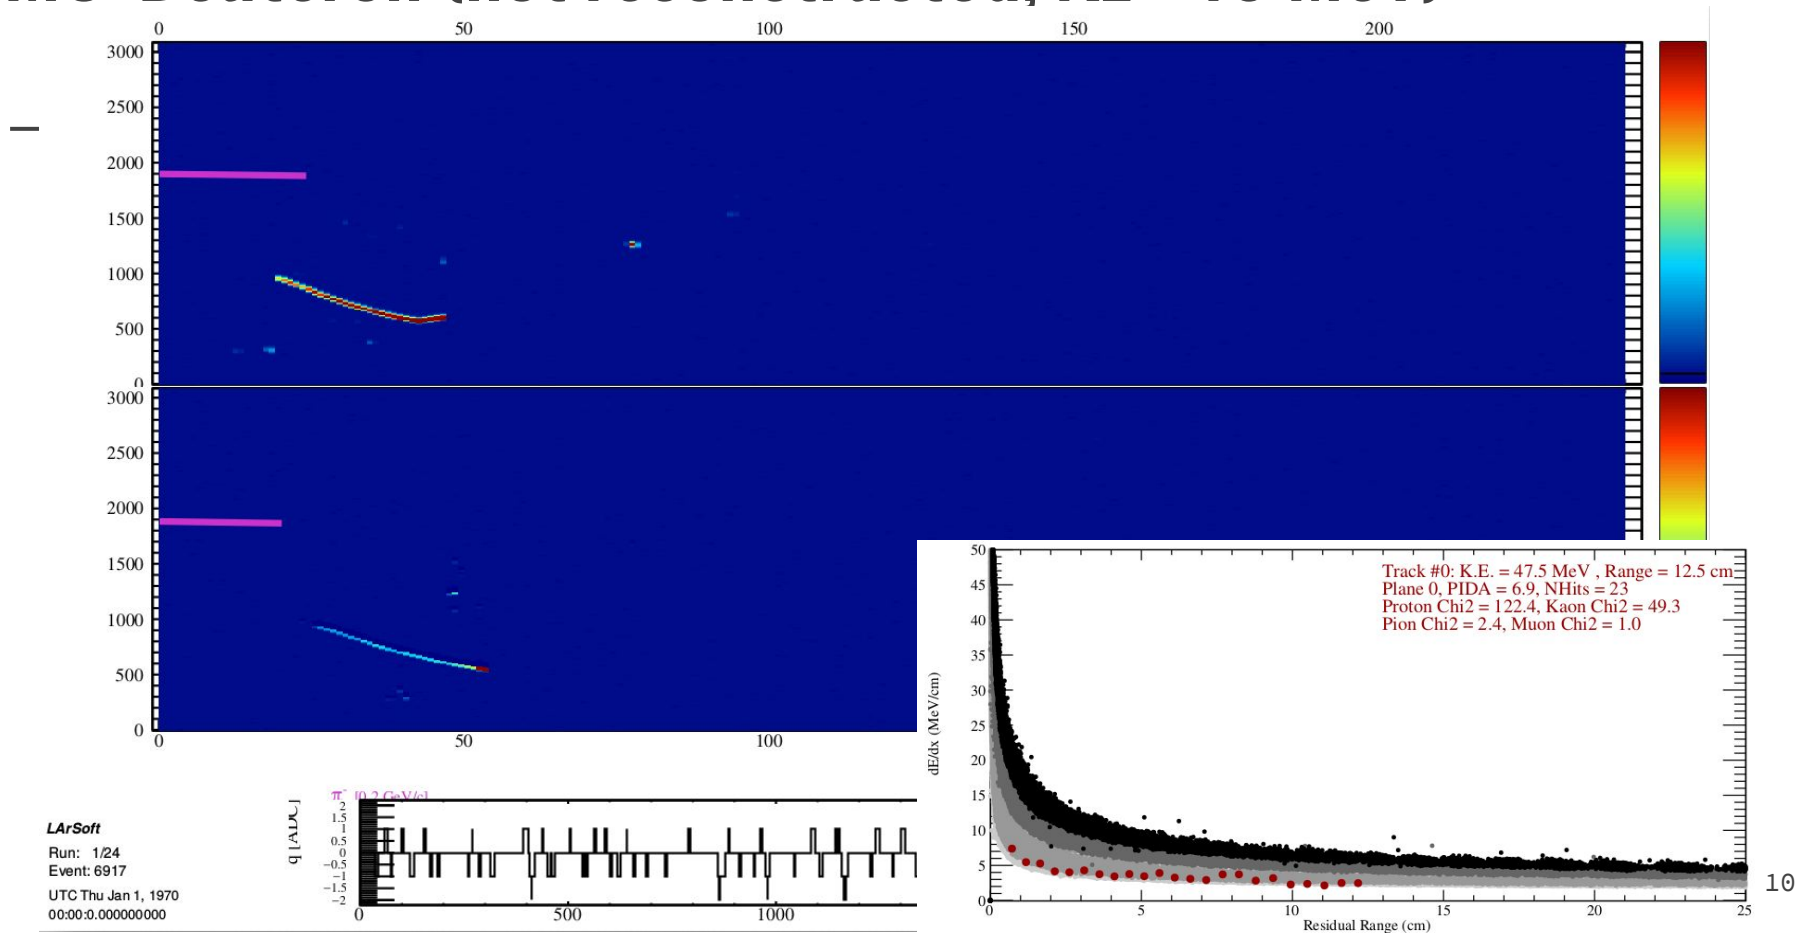 0 50 100 150 200
3000
2500
2000
1500
1000
500
0
3000
2500
2000
1500
1000
500
0
0 50 100
π⁻ [0.2 GeV/c]
q [ADC]
2
1.5
1
0.5
0
−0.5
−1
−1.5
−2
0 500 1000
LArSoft
Run: 1/24
Event: 6917
UTC Thu Jan 1, 1970
00:00:0.000000000
Track #0: K.E. = 47.5 MeV , Range = 12.5 cm
Plane 0, PIDA = 6.9, NHits = 23
Proton Chi2 = 122.4, Kaon Chi2 = 49.3
Pion Chi2 = 2.4, Muon Chi2 = 1.0
dE/dx (MeV/cm)
50
45
40
35
30
25
20
15
10
5
0
0 5 10 15 20 25
Residual Range (cm)
10